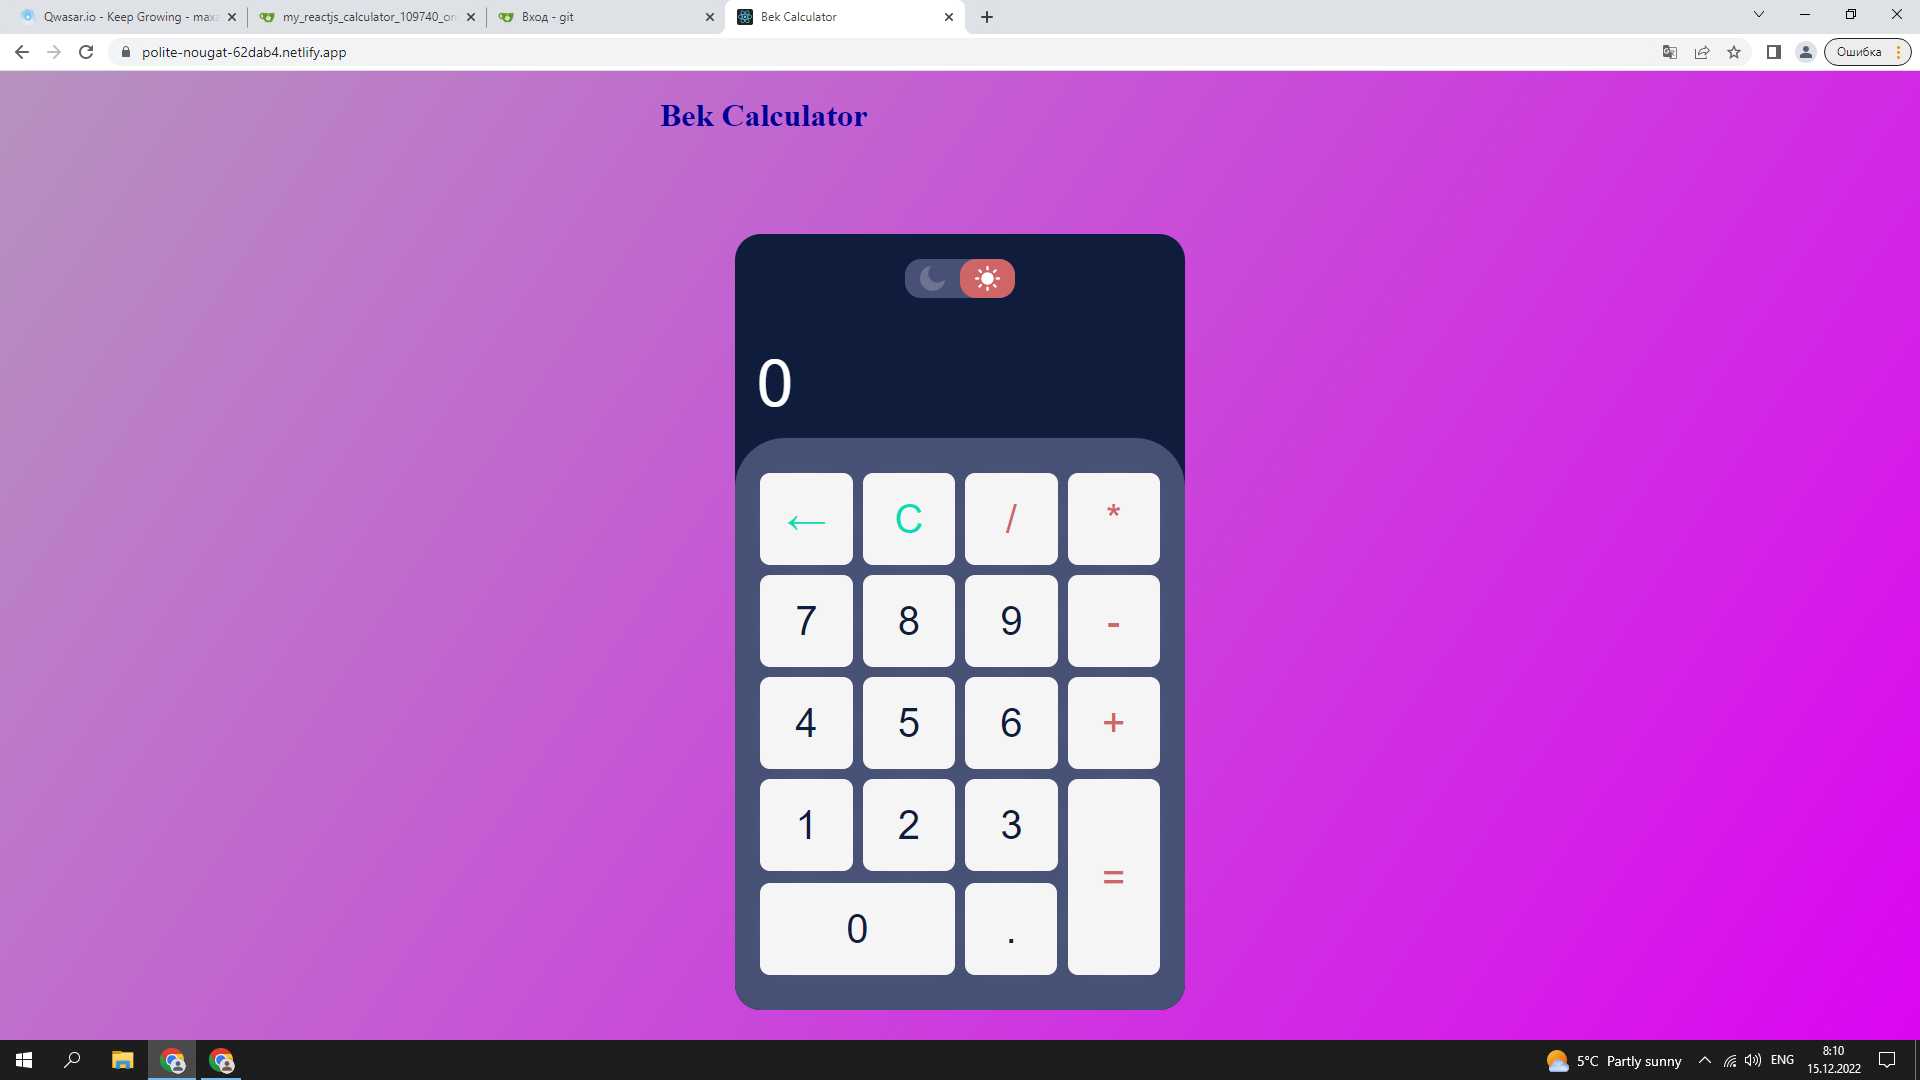 Qwasar.io - Keep Growing - maxa
my_reactjs_calculator_109740_on
Вход - git
Bek Calculator
polite-nougat-62dab4.netlify.app
Ошибка
Bek Calculator
0
← C / *
7 8 9 -
4 5 6 +
1 2 3
=
0 .
5°C Partly sunny
ENG
8:10
15.12.2022